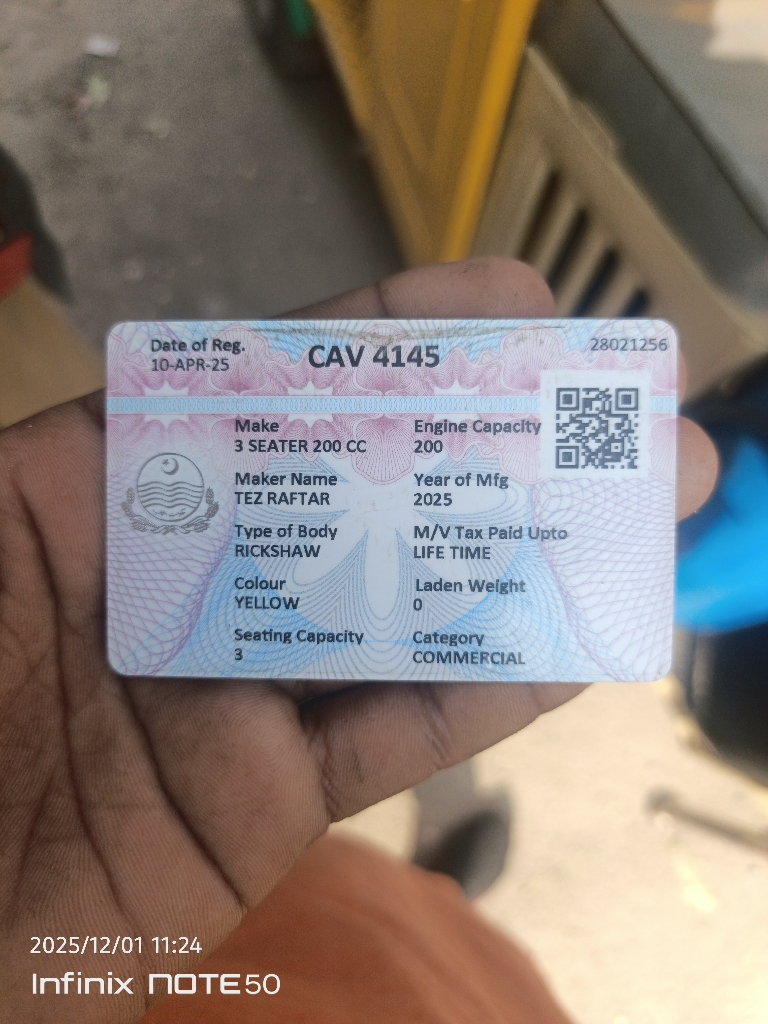 Date of Reg.
10-APR-25
CAV 4145
28021256
Make
3 SEATER 200 CC
Engine Capacity
200
Maker Name
TEZ RAFTAR
Year of Mfg
2025
Type of Body
RICKSHAW
M/V Tax Paid Upto
LIFE TIME
Colour
YELLOW
Laden Weight
0
Seating Capacity
3
Category
COMMERCIAL
2025/12/01 11:24
Infinix NOTE50